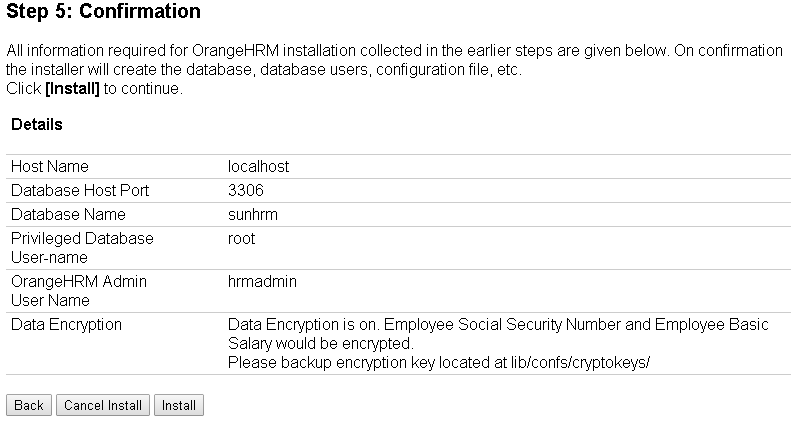 Step 5: Confirmation
All information required for OrangeHRM installation collected in the earlier steps are given below. On confirmation
the installer will create the database, database users, configuration file, etc.
Click [Install] to continue.
Details
Host Name localhost
Database Host Port 3306
Database Name sunhrm
Privileged Database root
User-name
OrangeHRM Admin hrmadmin
User Name
Data Encryption Data Encryption is on. Employee Social Security Number and Employee Basic
Salary would be encrypted.
Please backup encryption key located at lib/confs/cryptokeys/
Back Cancel Install Install